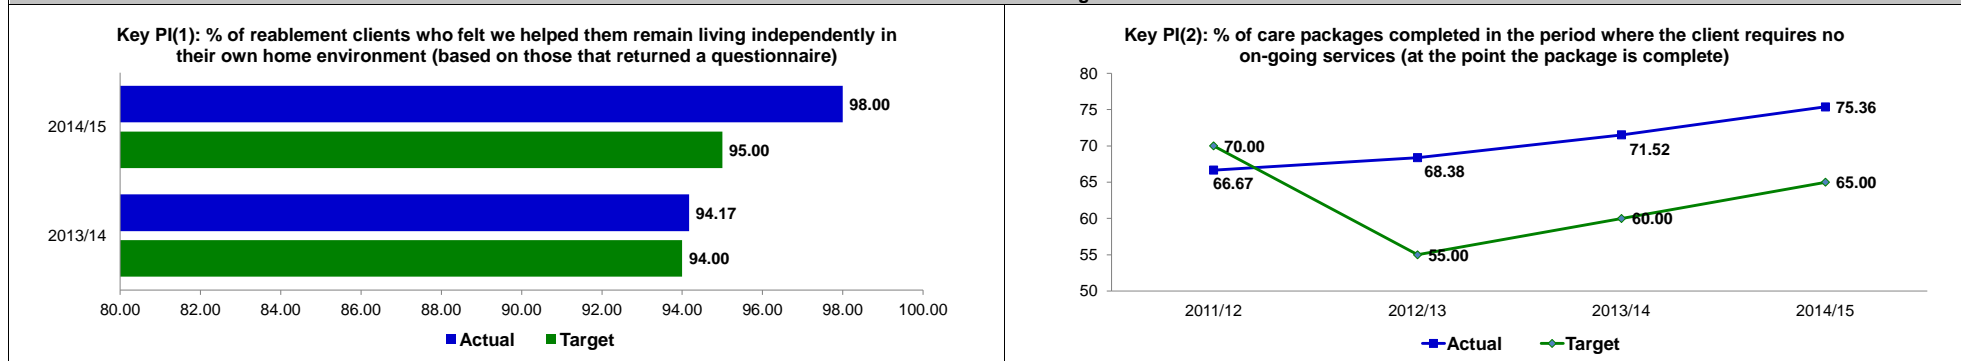 Key PI(1): % of reablement clients who felt we helped them remain living independently in
their own home environment (based on those that returned a questionnaire)
2014/15
98.00
95.00
2013/14
94.17
94.00
80.00 82.00 84.00 86.00 88.00 90.00 92.00 94.00 96.00 98.00 100.00
Actual Target
Key PI(2): % of care packages completed in the period where the client requires no
on-going services (at the point the package is complete)
80
75
70
65
60
55
50
75.36
70.00
71.52
68.38
66.67
65.00
60.00
55.00
2011/12 2012/13 2013/14 2014/15
Actual Target